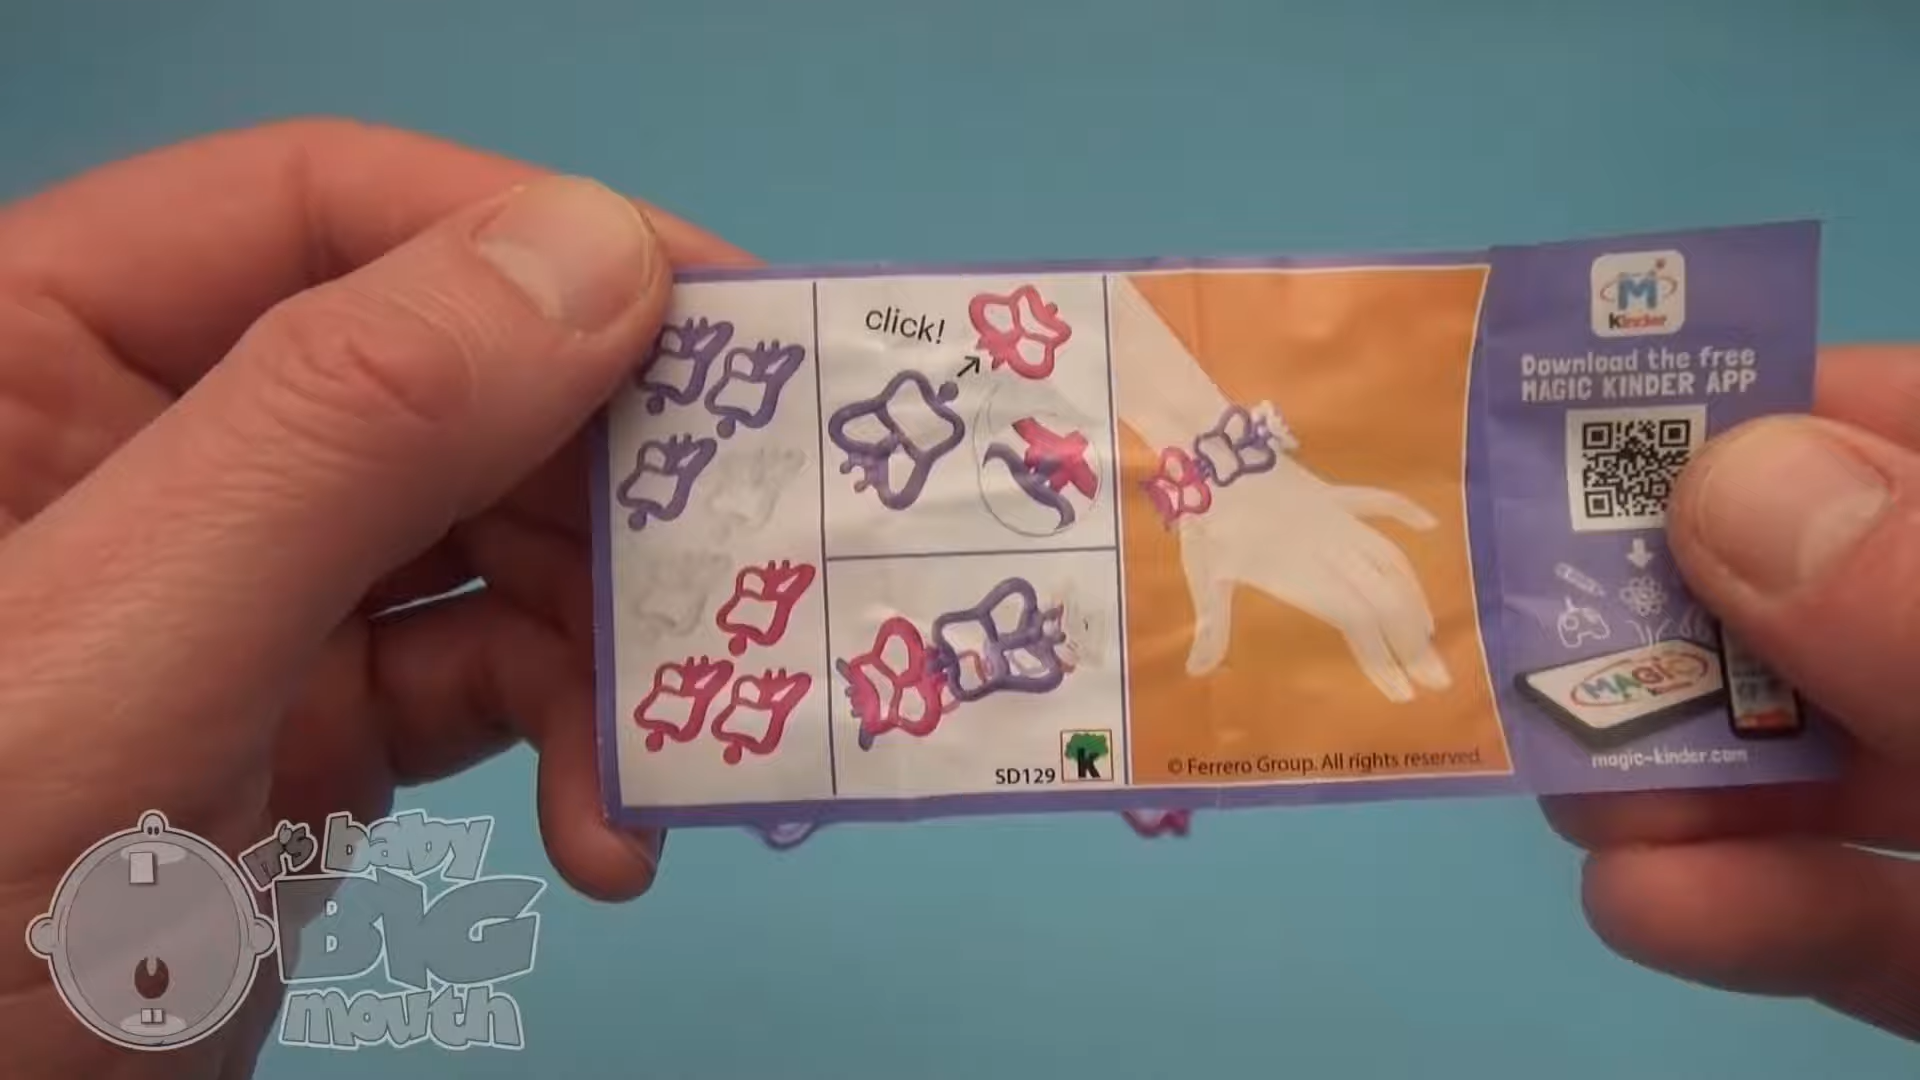 click!
SD129
k
© Ferrero Group. All rights reserved.
M
Kinder
Download the free
MAGIC KINDER APP
MAGIC
Kinder
magic-kinder.com
It's baby
BIG
mouth